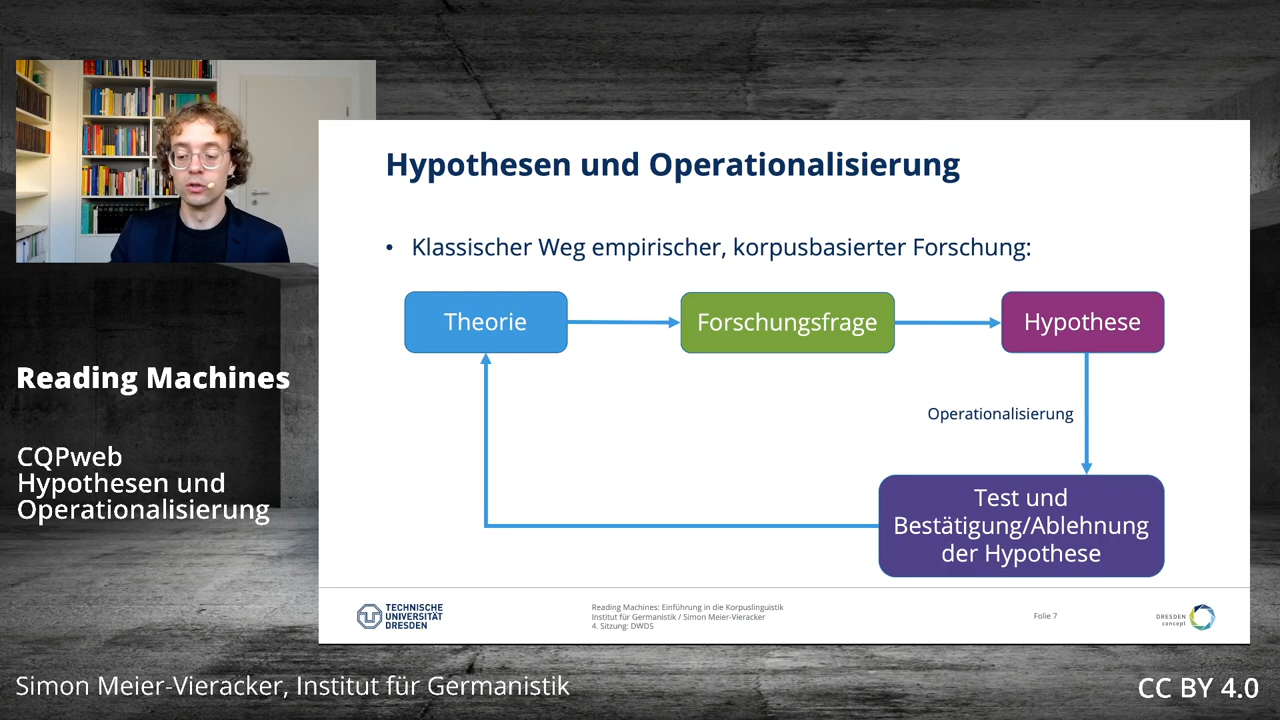 Hypothesen und Operationalisierung
• Klassischer Weg empirischer, korpusbasierter Forschung:
Theorie
Forschungsfrage
Hypothese
Operationalisierung
Test und
Bestätigung/Ablehnung
der Hypothese
Reading Machines
CQPweb
Hypothesen und
Operationalisierung
TECHNISCHE
UNIVERSITÄT
DRESDEN
Reading Machines: Einführung in die Korpuslinguistik
Institut für Germanistik / Simon Meier-Vieracker
4. Sitzung: DWDS
Folie 7
DRESDEN
concept
Simon Meier-Vieracker, Institut für Germanistik
CC BY 4.0